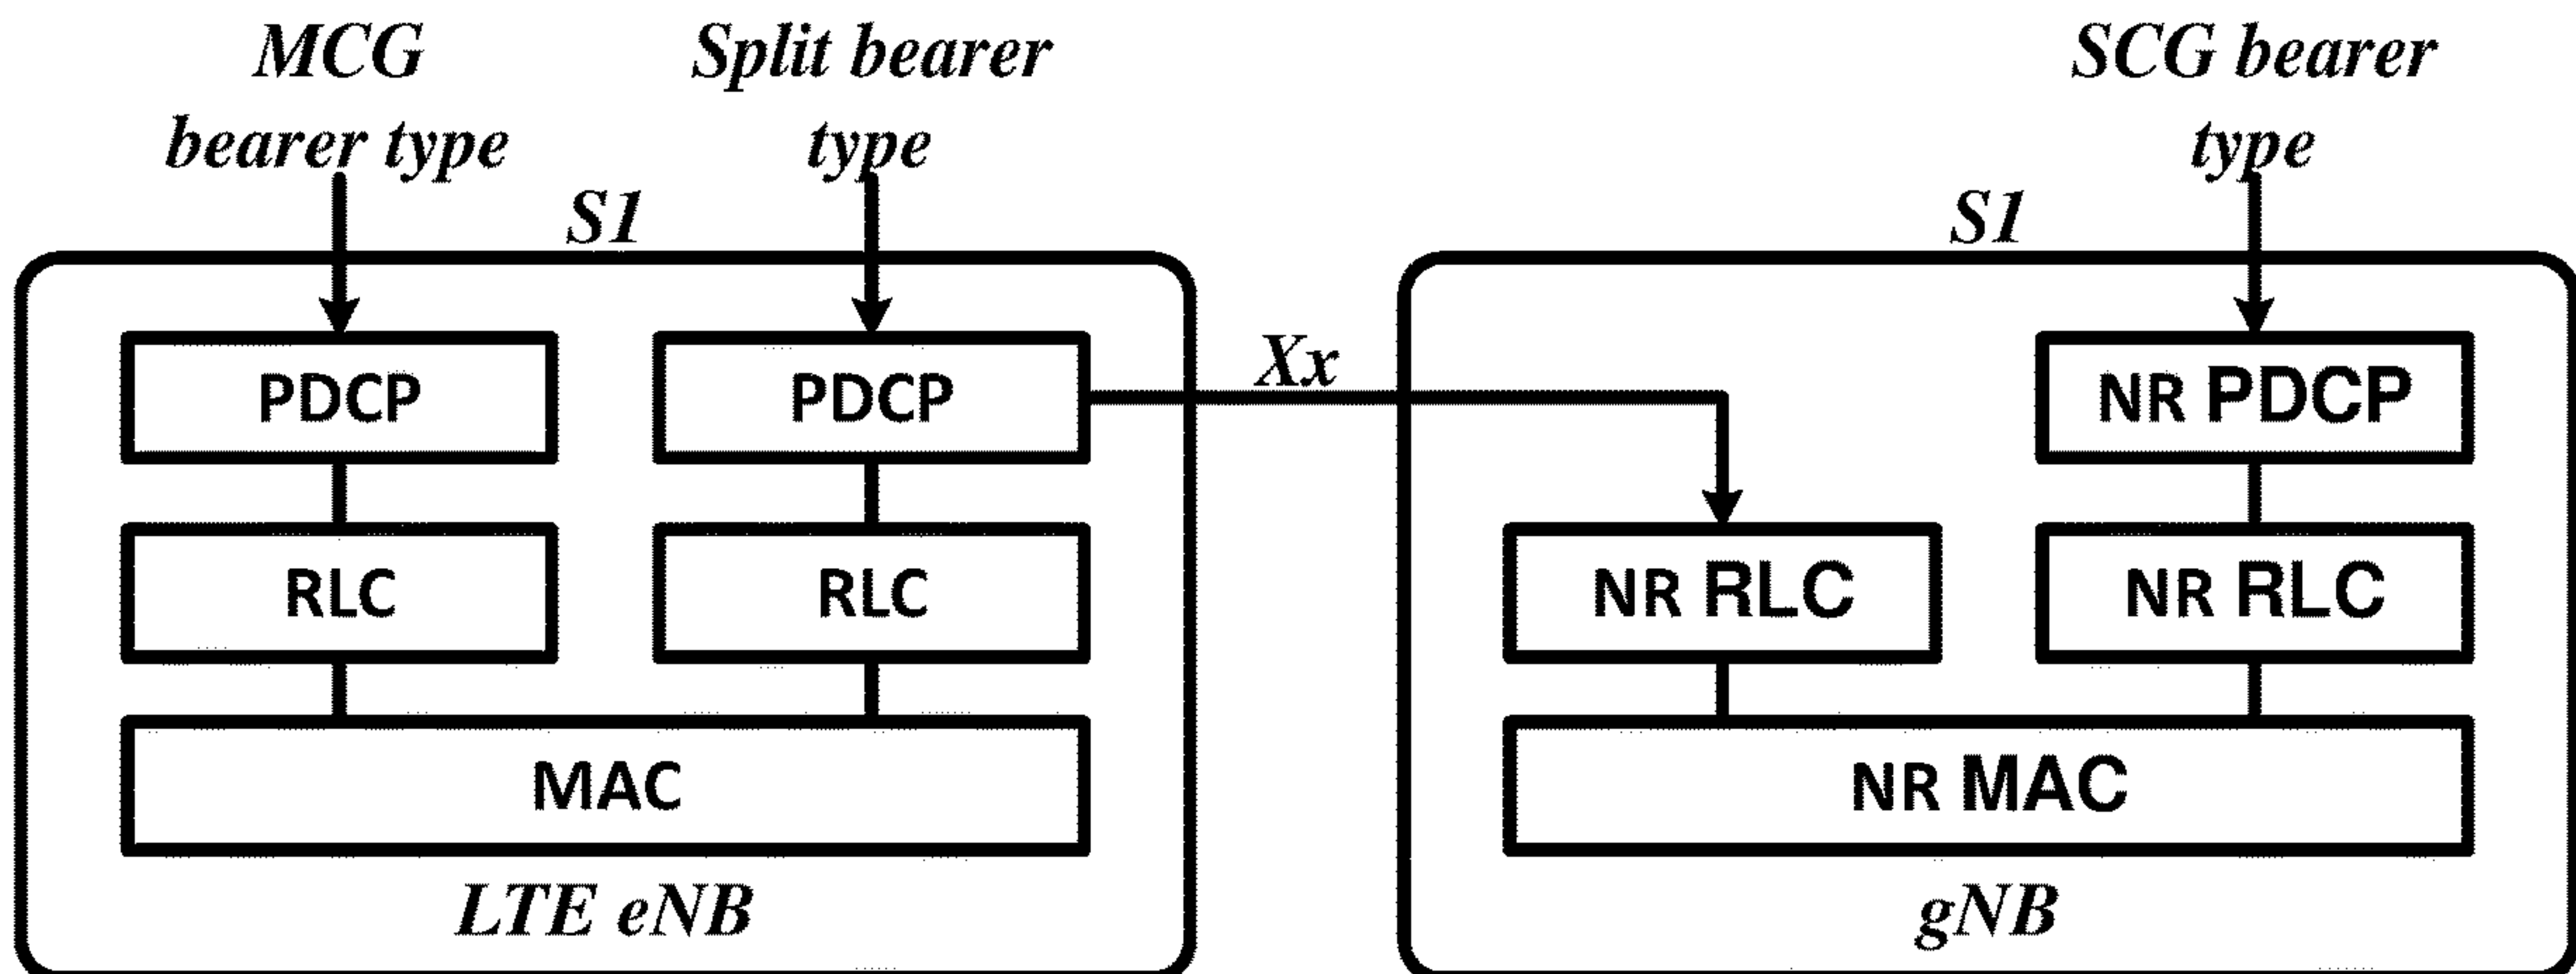 MCG
bearer type
Split bearer
type
SCG bearer
type
S1
S1
Xx
PDCP
PDCP
NR PDCP
RLC
RLC
NR RLC
NR RLC
MAC
NR MAC
LTE eNB
gNB